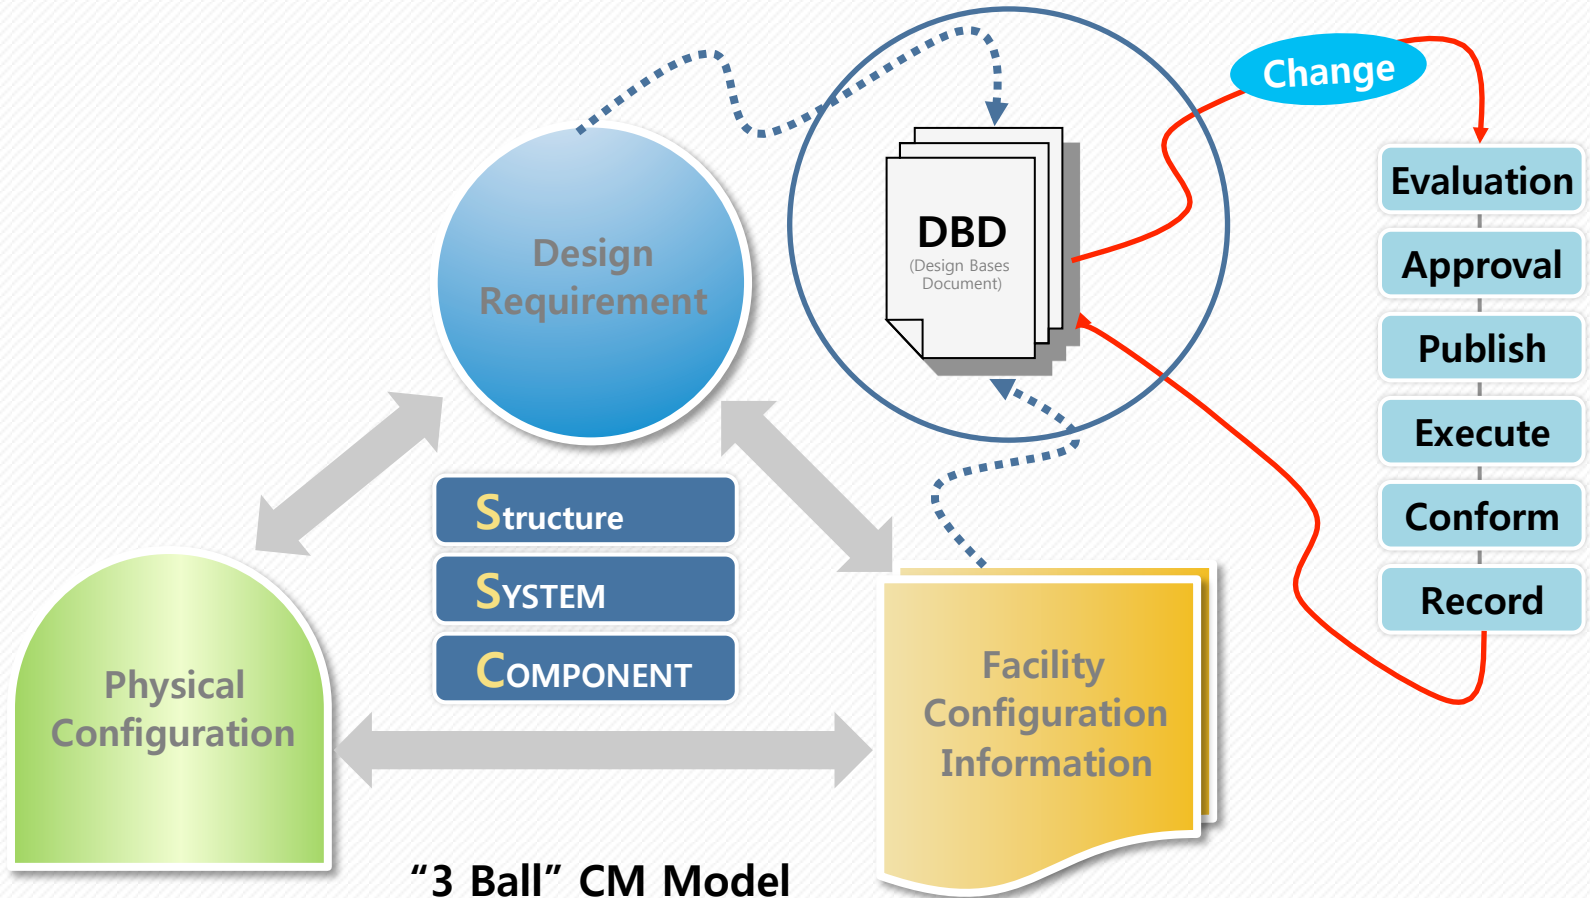 Change
DBD
(Design Bases
Document)
Design
Requirement
Evaluation
Approval
Publish
Execute
Conform
Record
Structure
SYSTEM
COMPONENT
Physical
Configuration
Facility
Configuration
Information
“3 Ball” CM Model